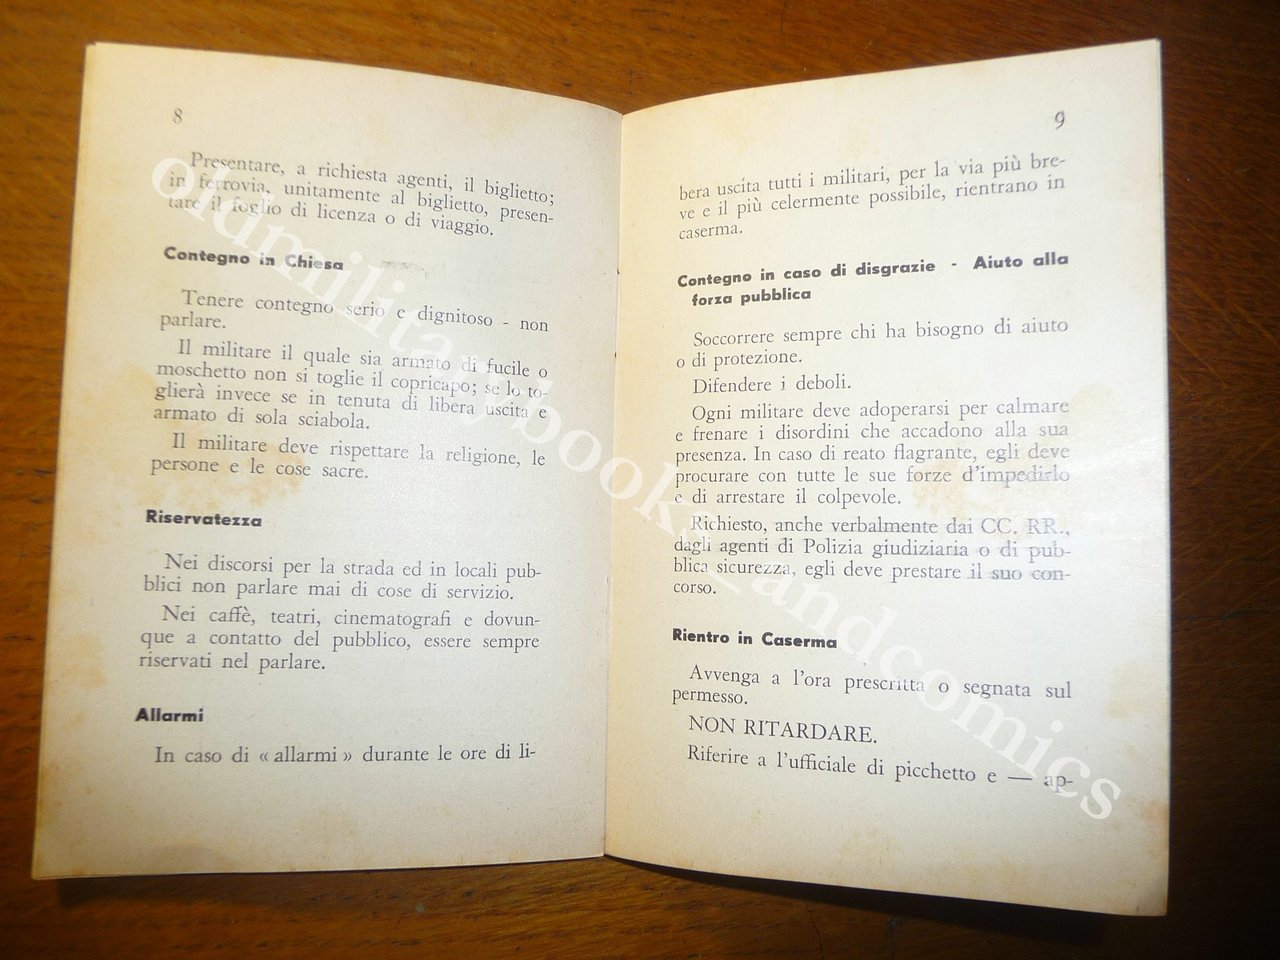 8
Presentare, a richiesta agenti, il biglietto;
in ferrovia, unitamente al biglietto, presen-
tare il foglio di licenza o di viaggio.
Contegno in Chiesa
Tenere contegno serio e dignitoso - non
parlare.
Il militare il quale sia armato di fucile o
moschetto non si toglie il copricapo; se lo to-
glierà invece se in tenuta di libera uscita e
armato di sola sciabola.
Il militare deve rispettare la religione, le
persone e le cose sacre.
Riservatezza
Nei discorsi per la strada ed in locali pub-
blici non parlare mai di cose di servizio.
Nei caffè, teatri, cinematografi e dovun-
que a contatto del pubblico, essere sempre
riservati nel parlare.
Allarmi
In caso di « allarmi » durante le ore di li-
9
bera uscita tutti i militari, per la via più bre-
ve e il più celermente possibile, rientrano in
caserma.
Contegno in caso di disgrazie - Aiuto alla
forza pubblica
Soccorrere sempre chi ha bisogno di aiuto
o di protezione.
Difendere i deboli.
Ogni militare deve adoperarsi per calmare
e frenare i disordini che accadono alla sua
presenza. In caso di reato flagrante, egli deve
procurare con tutte le sue forze d'impedirlo
e di arrestare il colpevole.
Richiesto, anche verbalmente dai CC. RR.,
dagli agenti di Polizia giudiziaria o di pub-
blica sicurezza, egli deve prestare il suo con-
corso.
Rientro in Caserma
Avvenga a l'ora prescritta o segnata sul
permesso.
NON RITARDARE.
Riferire a l'ufficiale di picchetto e — ap-
oldmilitaybooks_andcomics